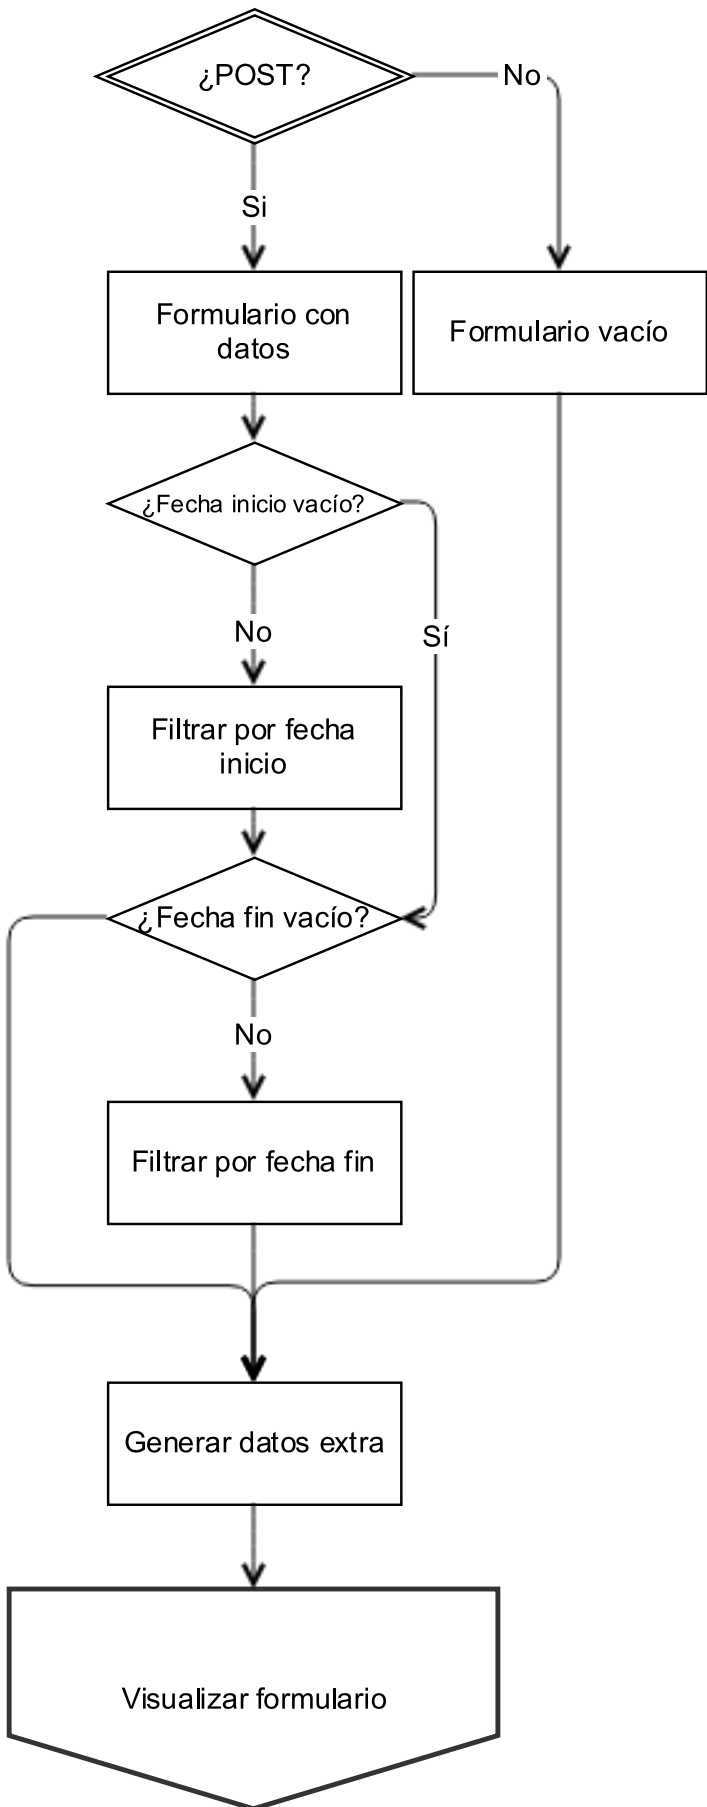 ¿POST?
No
Si
Formulario con
datos
Formulario vacío
¿Fecha inicio vacío?
No
Sí
Filtrar por fecha
inicio
¿Fecha fin vacío?
No
Filtrar por fecha fin
Generar datos extra
Visualizar formulario